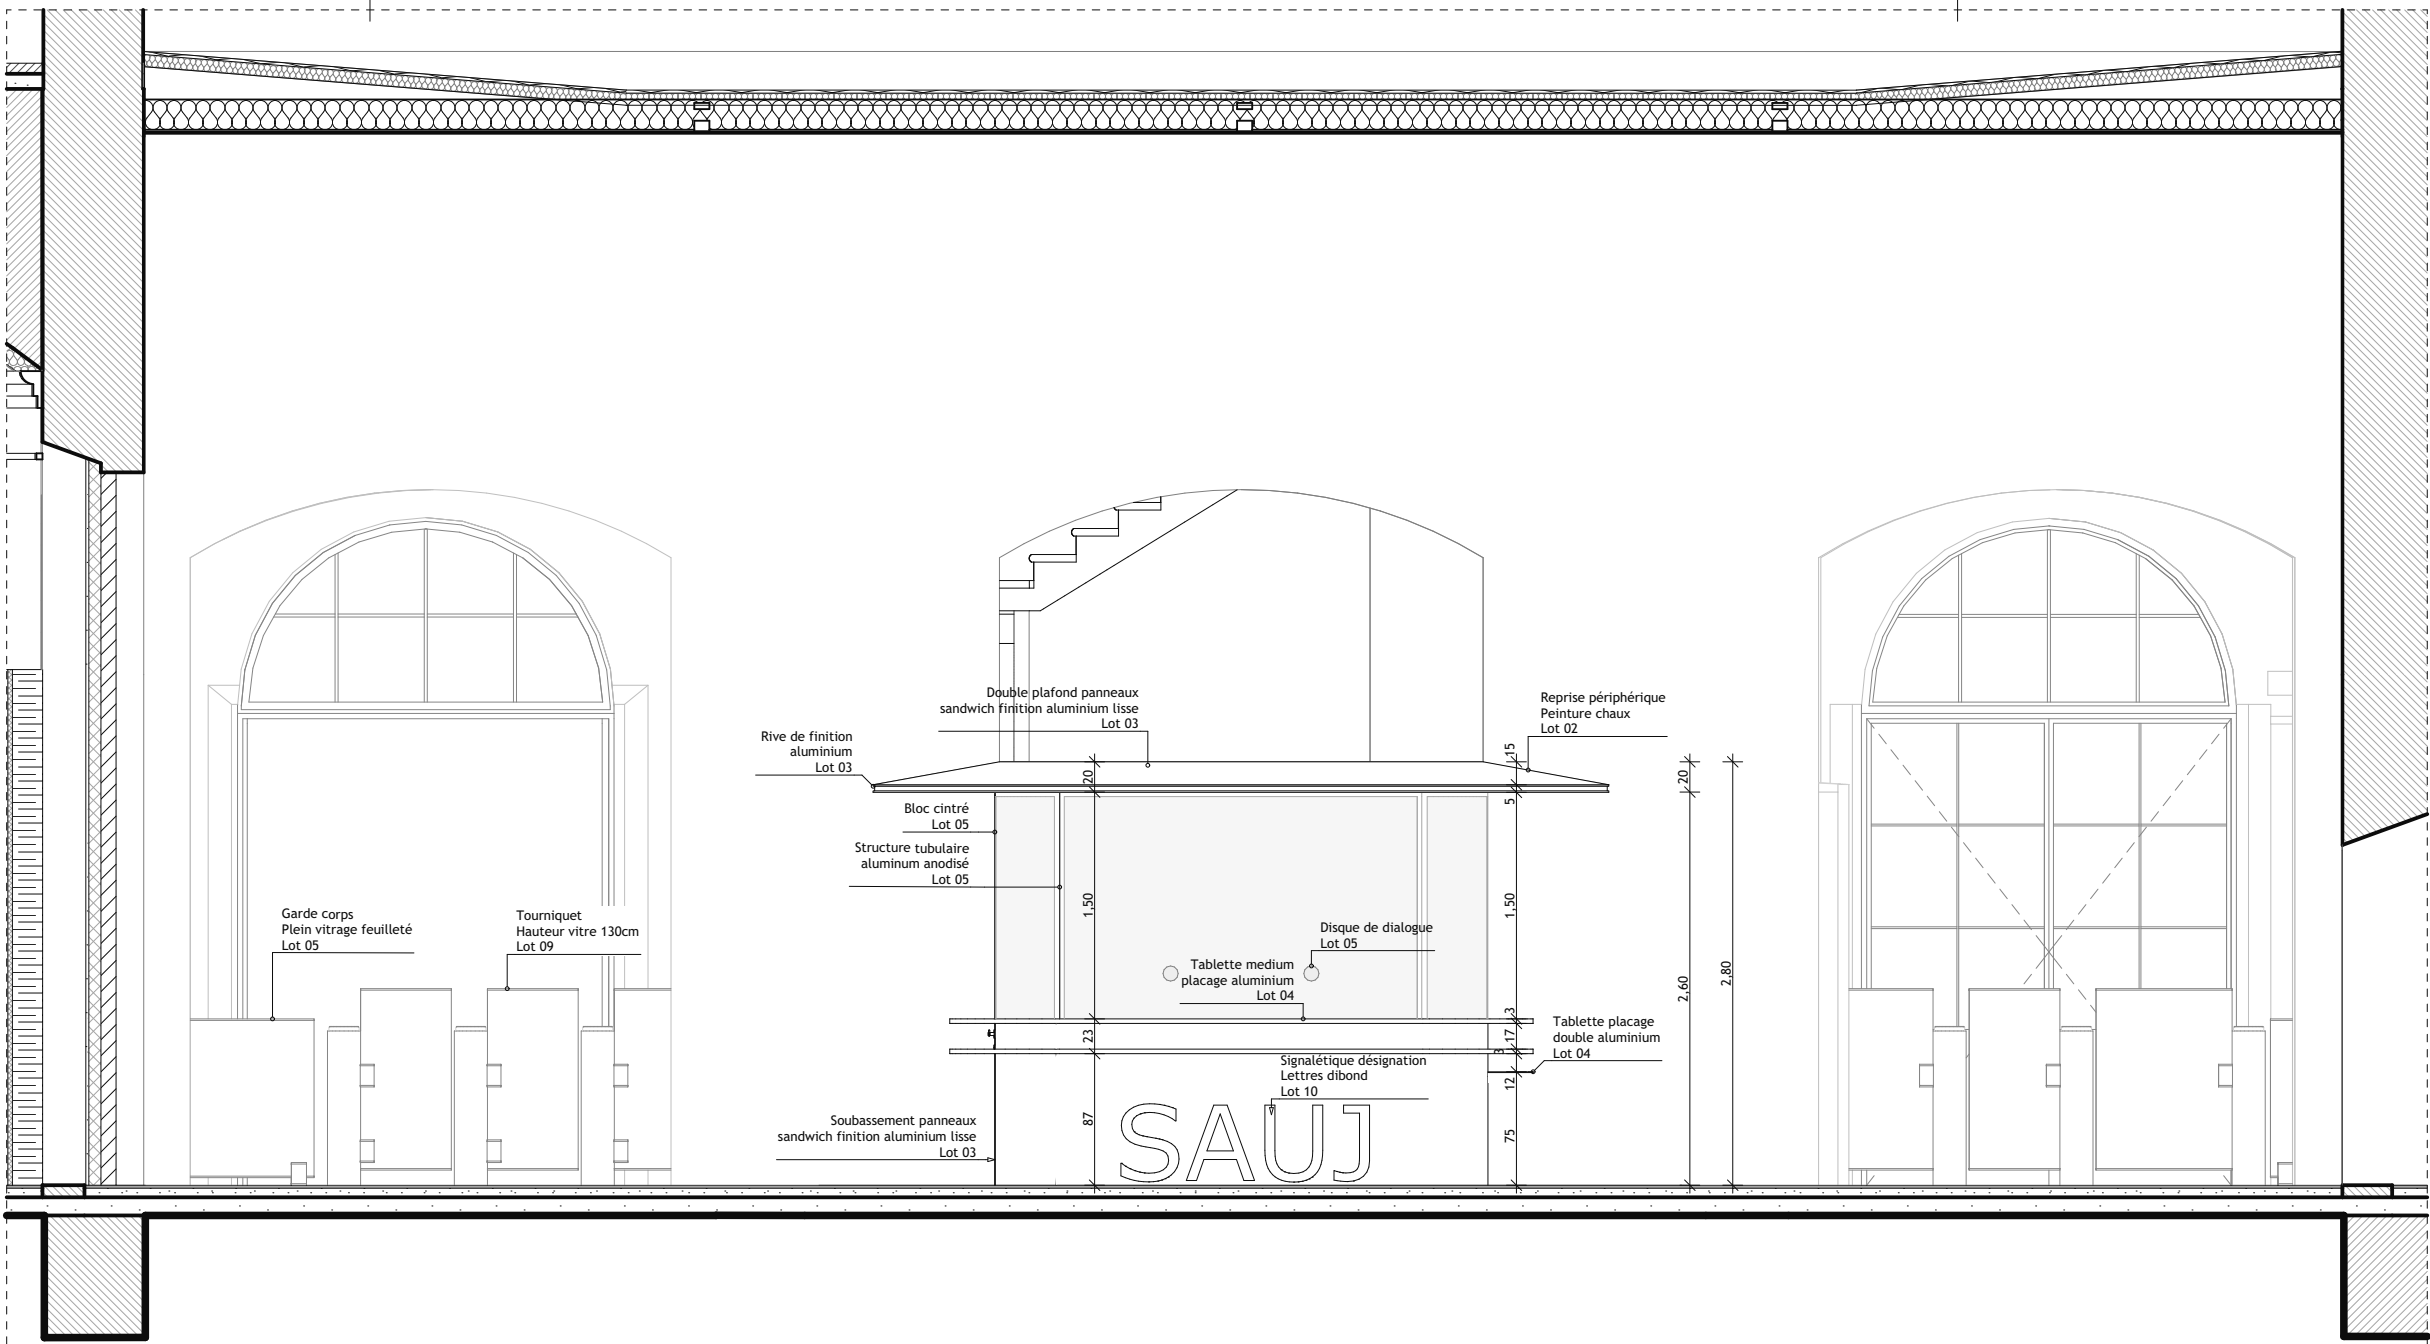 Double plafond panneaux
sandwich finition aluminium lisse
Lot 03
Reprise périphérique
Peinture chaux
Lot 02
Rive de finition
aluminium
Lot 03
15
20
20
5
Bloc cintré
Lot 05
Structure tubulaire
aluminum anodisé
Lot 05
1,50
1,50
Garde corps
Plein vitrage feuilleté
Lot 05
Tourniquet
Hauteur vitre 130cm
Lot 09
Disque de dialogue
Lot 05
Tablette medium
placage aluminium
Lot 04
2,60
2,80
3
23
17
3
Tablette placage
double aluminium
Lot 04
Signalétique désignation
Lettres dibond
Lot 10
12
87
75
SAUJ
Soubassement panneaux
sandwich finition aluminium lisse
Lot 03